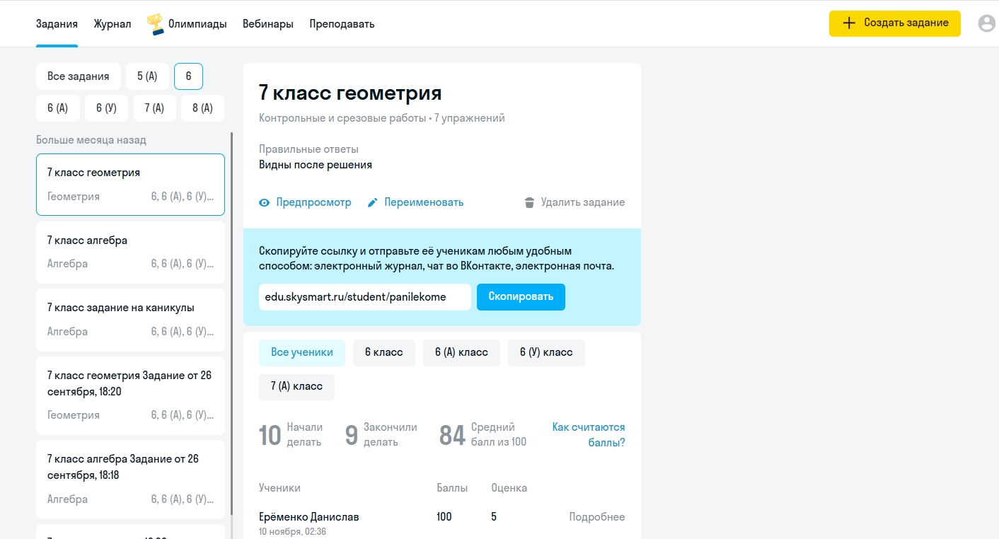 Задания
Журнал
Олимпиады
Вебинары
Преподавать
Создать задание
Все задания
5 (А)
6
6 (А)
6 (У)
7 (А)
8 (А)
Больше месяца назад
7 класс геометрия
Геометрия
6, 6 (А), 6 (У)...
7 класс алгебра
Алгебра
6, 6 (А), 6 (У)...
7 класс задание на каникулы
Алгебра
6, 6 (А), 6 (У)...
7 класс геометрия Задание от 26
сентября, 18:20
Геометрия
6, 6 (А), 6 (У)...
7 класс алгебра Задание от 26
сентября, 18:18
Алгебра
6, 6 (А), 6 (У)...
7 класс геометрия
Контрольные и срезовые работы • 7 упражнений
Правильные ответы
Видны после решения
Предпросмотр
Переименовать
Удалить задание
Скопируйте ссылку и отправьте её ученикам любым удобным
способом: электронный журнал, чат во ВКонтакте, электронная почта.
edu.skysmart.ru/student/panilekome
Скопировать
Все ученики
6 класс
6 (А) класс
6 (У) класс
7 (А) класс
10 Начали
делать
9 Закончили
делать
84 Средний
балл из 100
Как считаются
баллы?
Ученики
Баллы
Оценка
Ерёменко Данислав
100
5
Подробнее
10 ноября, 02:36